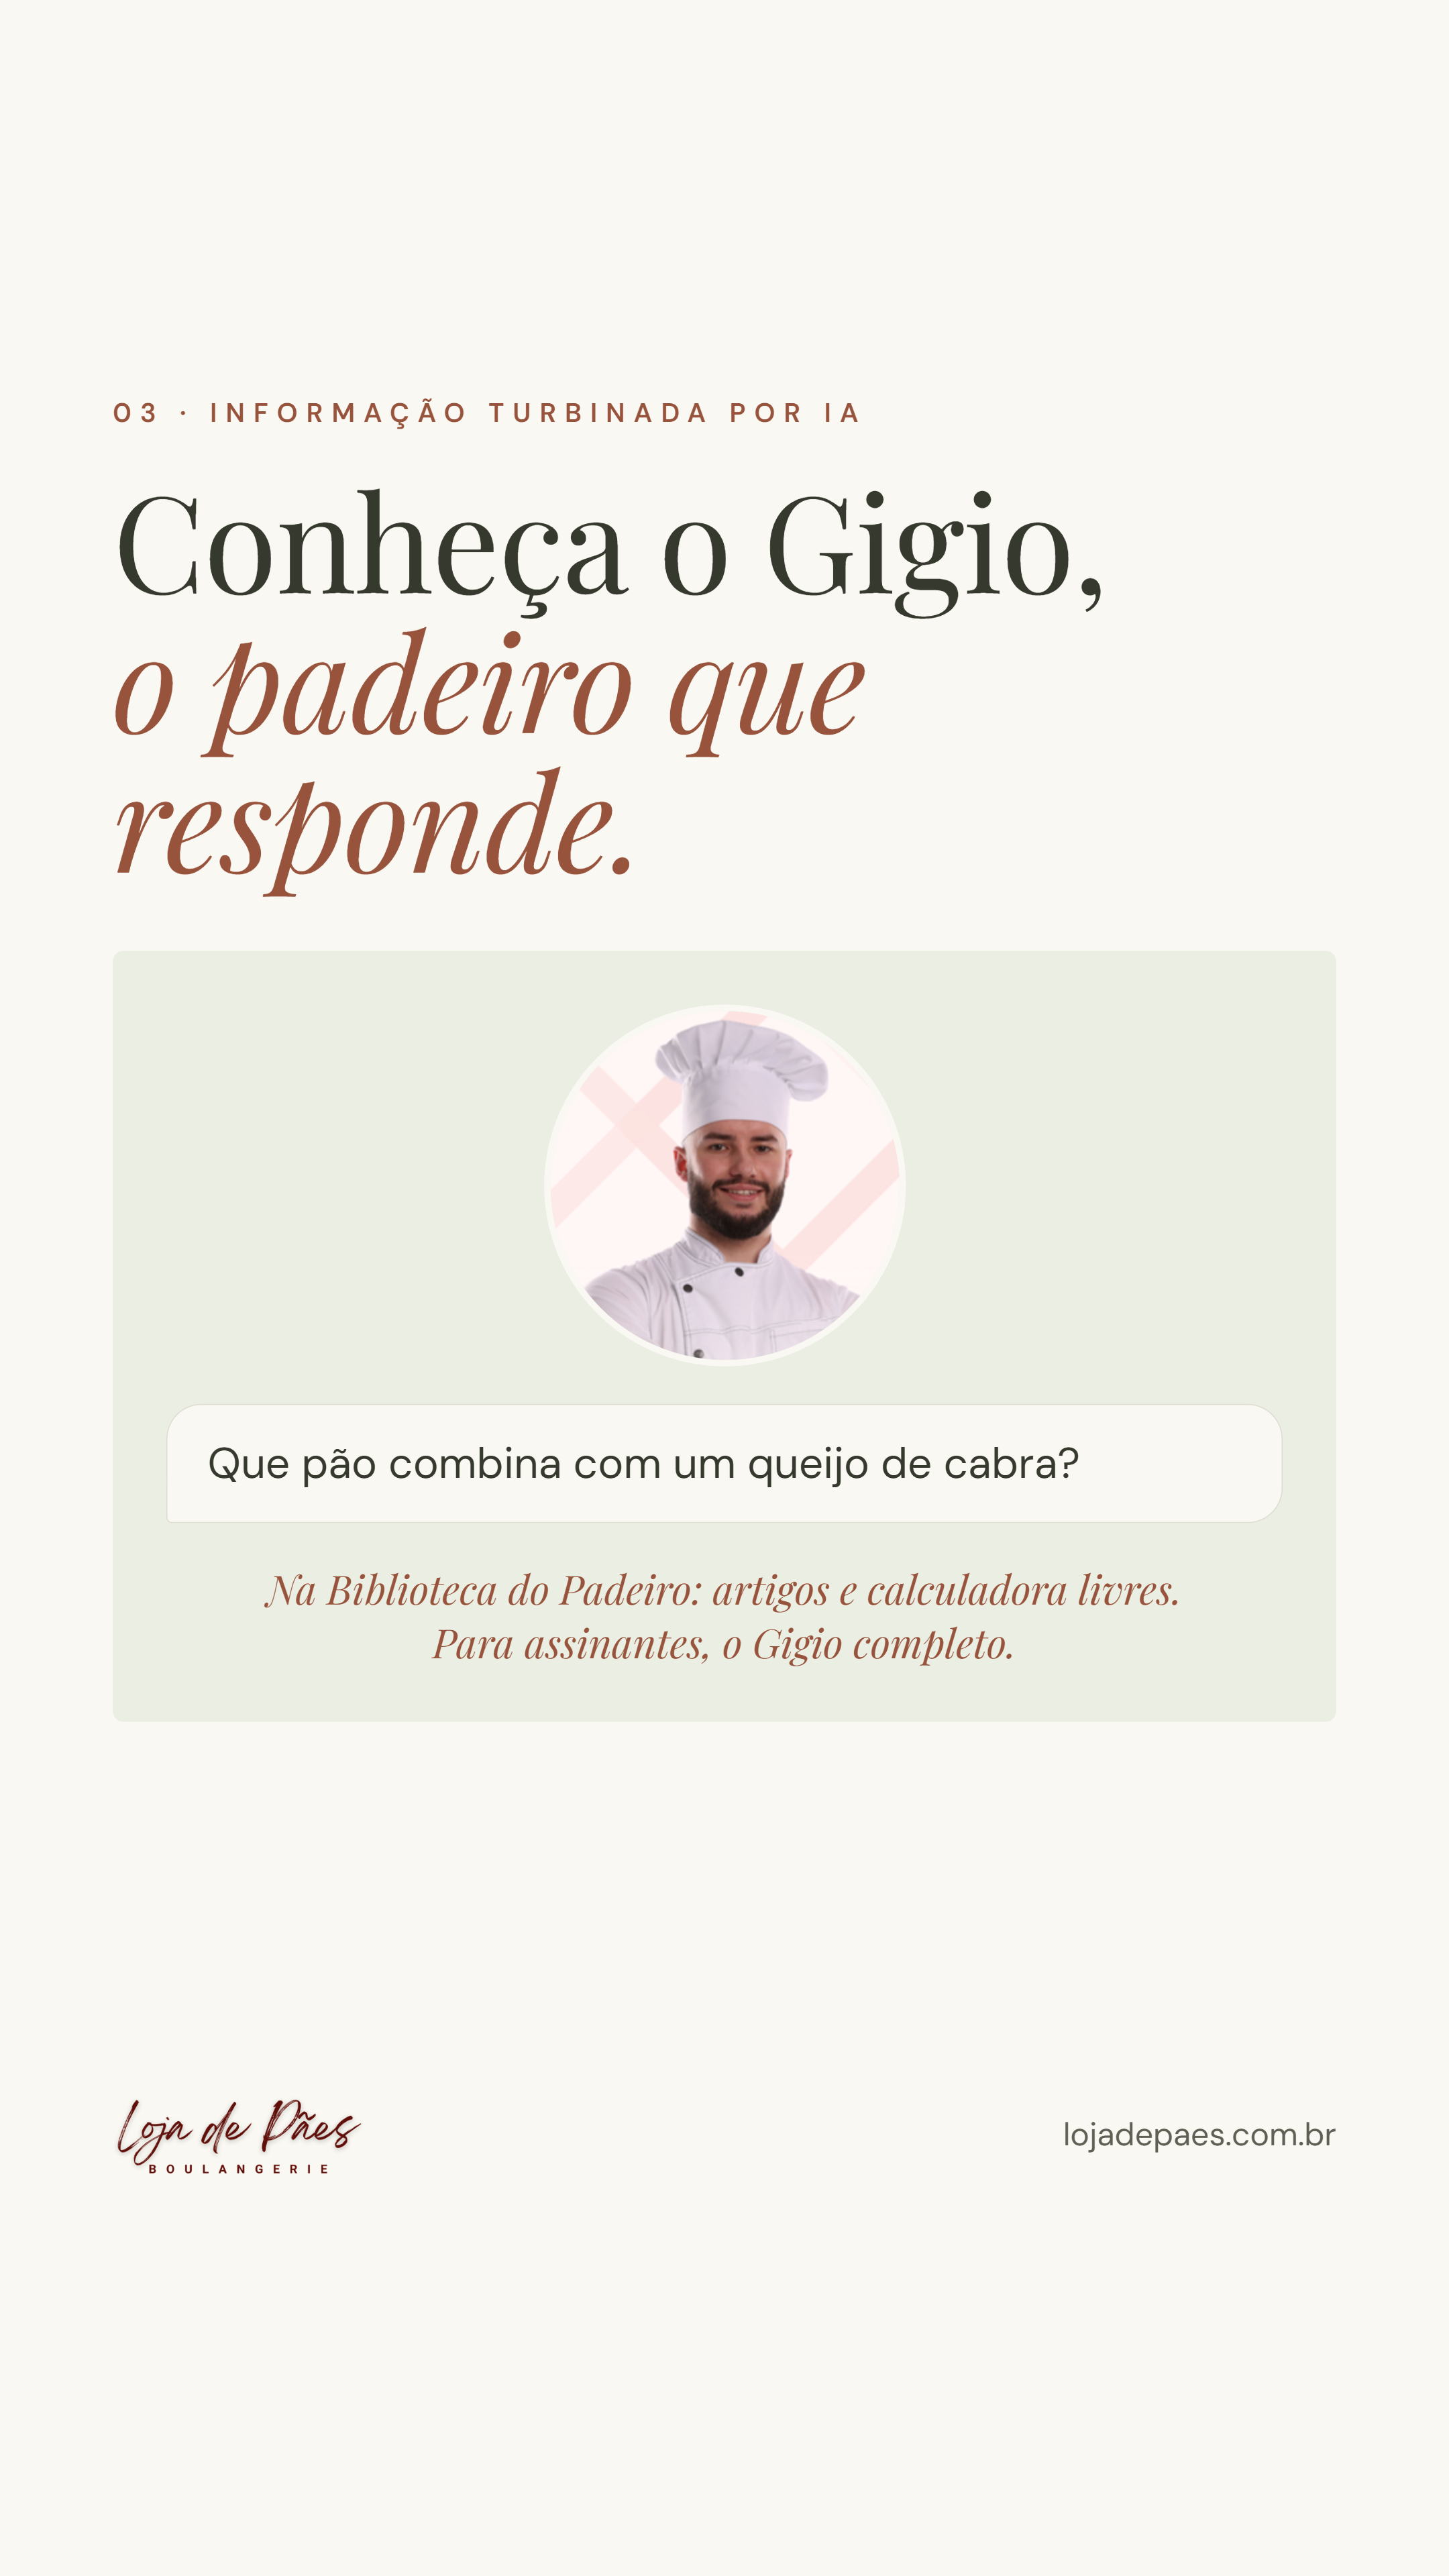 03 · INFORMAÇÃO TURBINADA POR IA
Conheça o Gigio,
o padeiro que
responde.
Que pão combina com um queijo de cabra?
Na Biblioteca do Padeiro: artigos e calculadora livres.
Para assinantes, o Gigio completo.
Loja de Pães
BOULANGERIE
lojadepaes.com.br